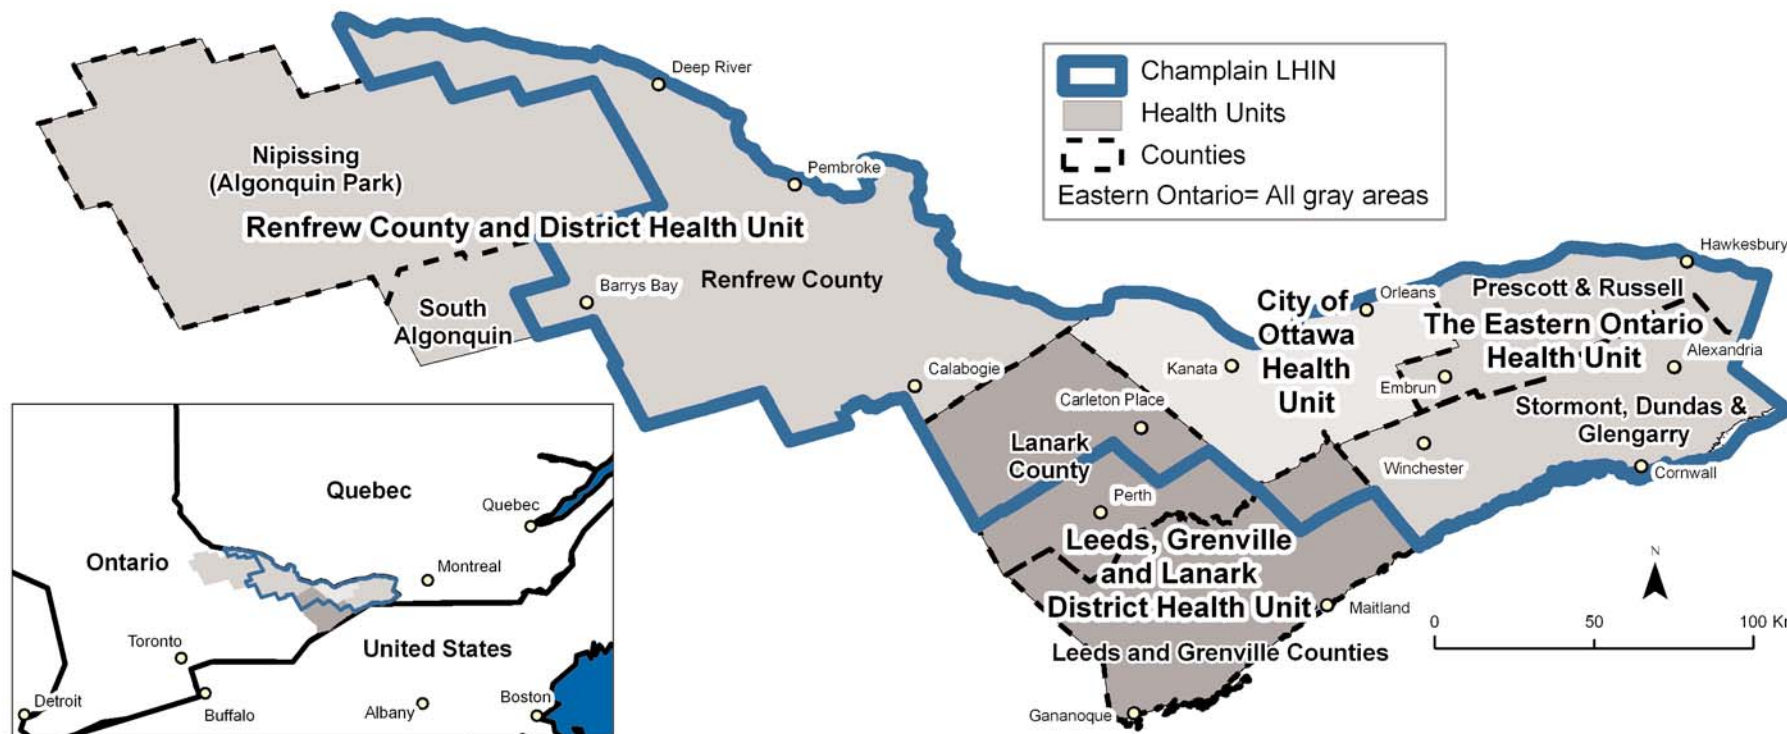 Deep River
Champlain LHIN
Health Units
Counties
Eastern Ontario= All gray areas
Nipissing
(Algonquin Park)
Pembroke
Renfrew County and District Health Unit
Renfrew County
Barrys Bay
South
Algonquin
Hawkesbury
Orleans
Prescott & Russell
City of
Ottawa
Health
Unit
The Eastern Ontario
Health Unit
Alexandria
Kanata
Embrun
Calabogie
Carleton Place
Stormont, Dundas &
Glengarry
Lanark
County
Winchester
Cornwall
Perth
Leeds, Grenville
and Lanark
District Health Unit
Maitland
Leeds and Grenville Counties
Gananoque
N
0 50 100 Km
Quebec
Quebec
Ontario
Montreal
Toronto
United States
Detroit
Buffalo
Albany
Boston